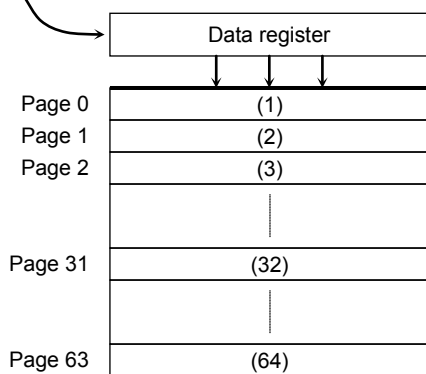 Data register
Page 0 (1)
Page 1 (2)
Page 2 (3)
Page 31 (32)
Page 63 (64)